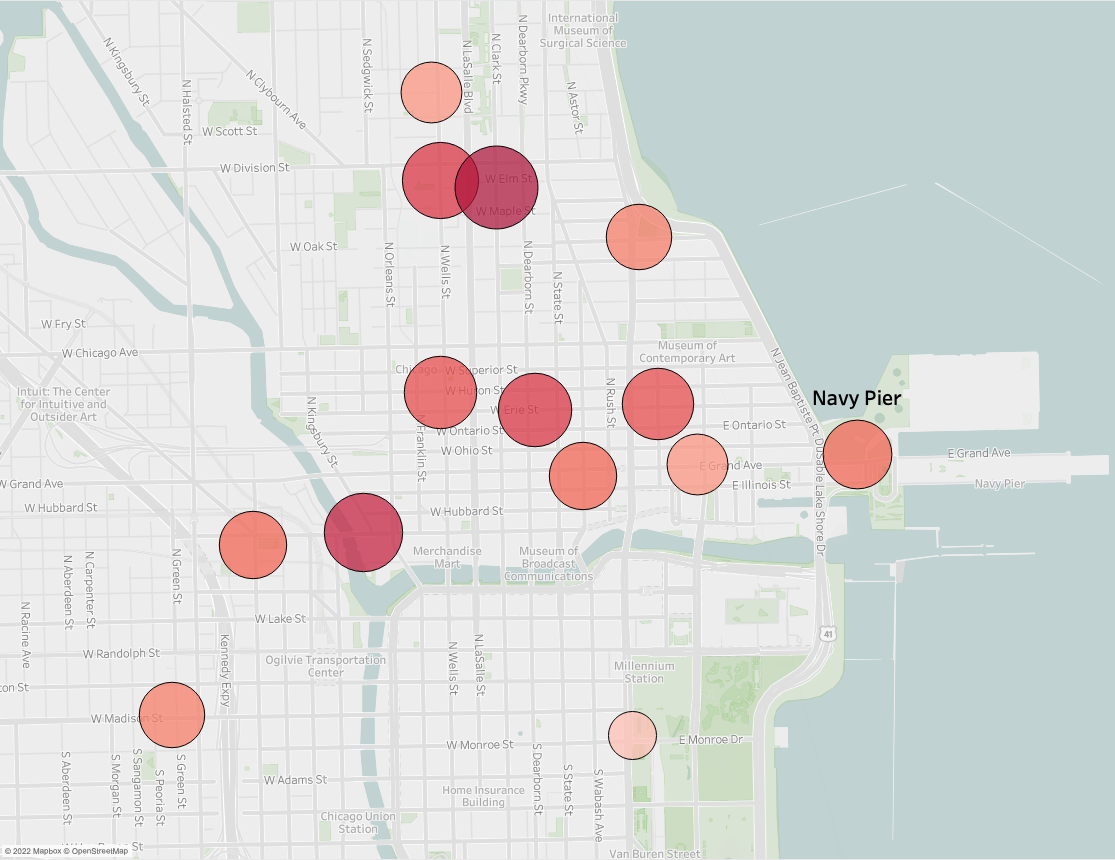 International
Museum of
Surgical Science
N Kingsbury St
N Halsted St
N Clybourn Ave
N Sedgwick St
N LaSalle Blvd
N Clark St
N Dearborn Pkwy
N Astor St
W Scott St
W Division St
W Elm St
W Maple St
W Oak St
N Orleans St
N Wells St
N Dearborn St
N State St
W Fry St
W Chicago Ave
Museum of
Contemporary Art
N Jean Baptiste Pt. Dusable Lake Shore Dr
W Superior St
W Huron St
W Erie St
N Rush St
Navy Pier
Intuit: The Center
for Intuitive and
Outsider Art
N Kingsbury St
N Franklin St
W Ontario St
E Ontario St
W Ohio St
E Grand Ave
E Grand Ave
W Grand Ave
E Illinois St
Navy Pier
W Hubbard St
W Hubbard St
Merchandise
Mart
Museum of
Broadcast
Communications
N Aberdeen St
N Carpenter St
N Green St
N Racine Ave
W Lake St
41
Kennedy Expy
W Randolph St
Ogilvie Transportation
Center
N Wells St
N LaSalle St
Millennium
Station
ton St
W Madison St
W Monroe St
E Monroe Dr
S Aberdeen St
S Morgan St
S Sangamon St
S Peoria St
S Green St
W Adams St
S Dearborn St
S State St
S Wabash Ave
Home Insurance
Building
Chicago Union
Station
Van Buren Street
© 2022 Mapbox © OpenStreetMap